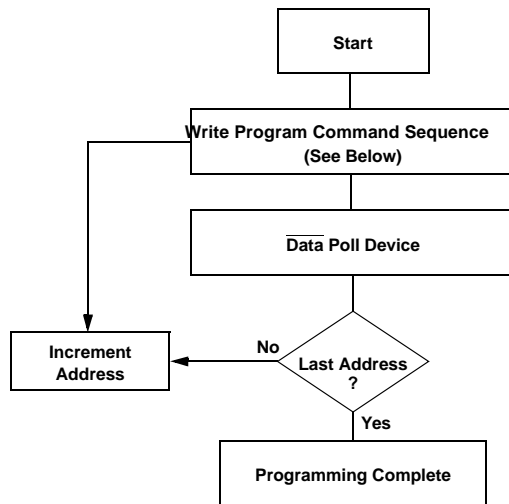 Start
Write Program Command Sequence
(See Below)
Data Poll Device
No
Last Address
?
Increment
Address
Yes
Programming Complete